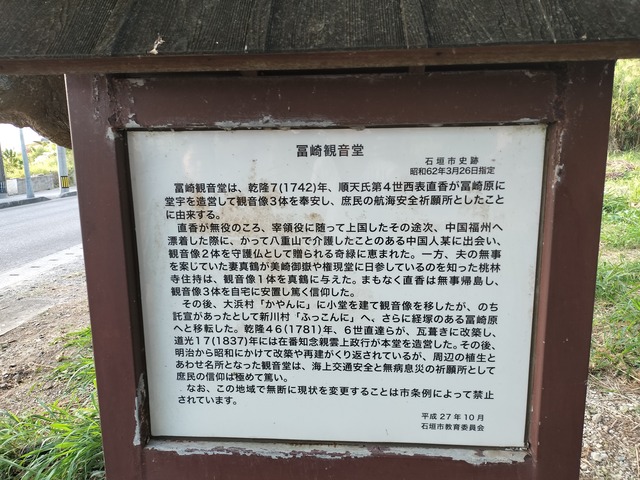 冨崎観音堂
石垣市史跡
昭和62年3月26日指定
冨崎観音堂は、乾隆7(1742)年、順天氏第4世西表直香が冨崎原に
堂宇を造営して観音像3体を奉安し、庶民の航海安全祈願所としたこと
に由来する。
直香が無役のころ、宰領役に随って上国したその途次、中国福州へ
漂着した際に、かって八重山で介護したことのある中国人某に出会い、
観音像2体を守護仏として贈られる奇縁に恵まれた。一方、夫の無事
を案じていた妻真鶴が美崎御嶽や権現堂に日参しているのを知った桃林
寺住持は、観音像1体を真鶴に与えた。まもなく直香は無事帰島し、
観音像3体を自宅に安置し篤く信仰した。
その後、大浜村「かやんに」に小堂を建て観音像を移したが、のち
託宣があったとして新川村「ふっこんに」へ、さらに経塚のある冨崎原
へと移転した。乾隆46(1781)年、6世直達らが、瓦葺きに改築し、
道光17(1837)年には在番知念親雲上政行が本堂を造営した。その後、
明治から昭和にかけて改築や再建がくり返されているが、周辺の植生と
あわせ名所となった観音堂は、海上交通安全と無病息災の祈願所として
庶民の信仰は極めて篤い。
なお、この地域で無断に現状を変更することは市条例によって禁止
されています。
平成27年10月
石垣市教育委員会